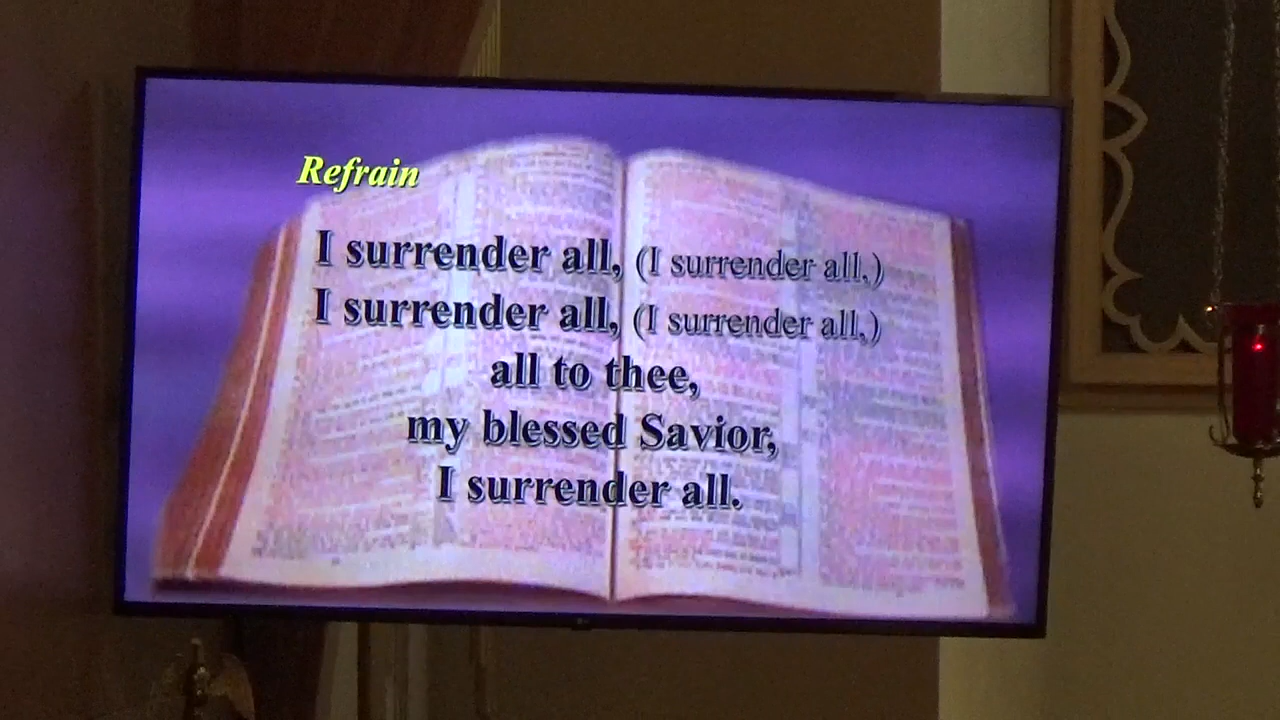 Refrain
I surrender all, (I surrender all,)
I surrender all, (I surrender all,)
all to thee,
my blessed Savior,
I surrender all.